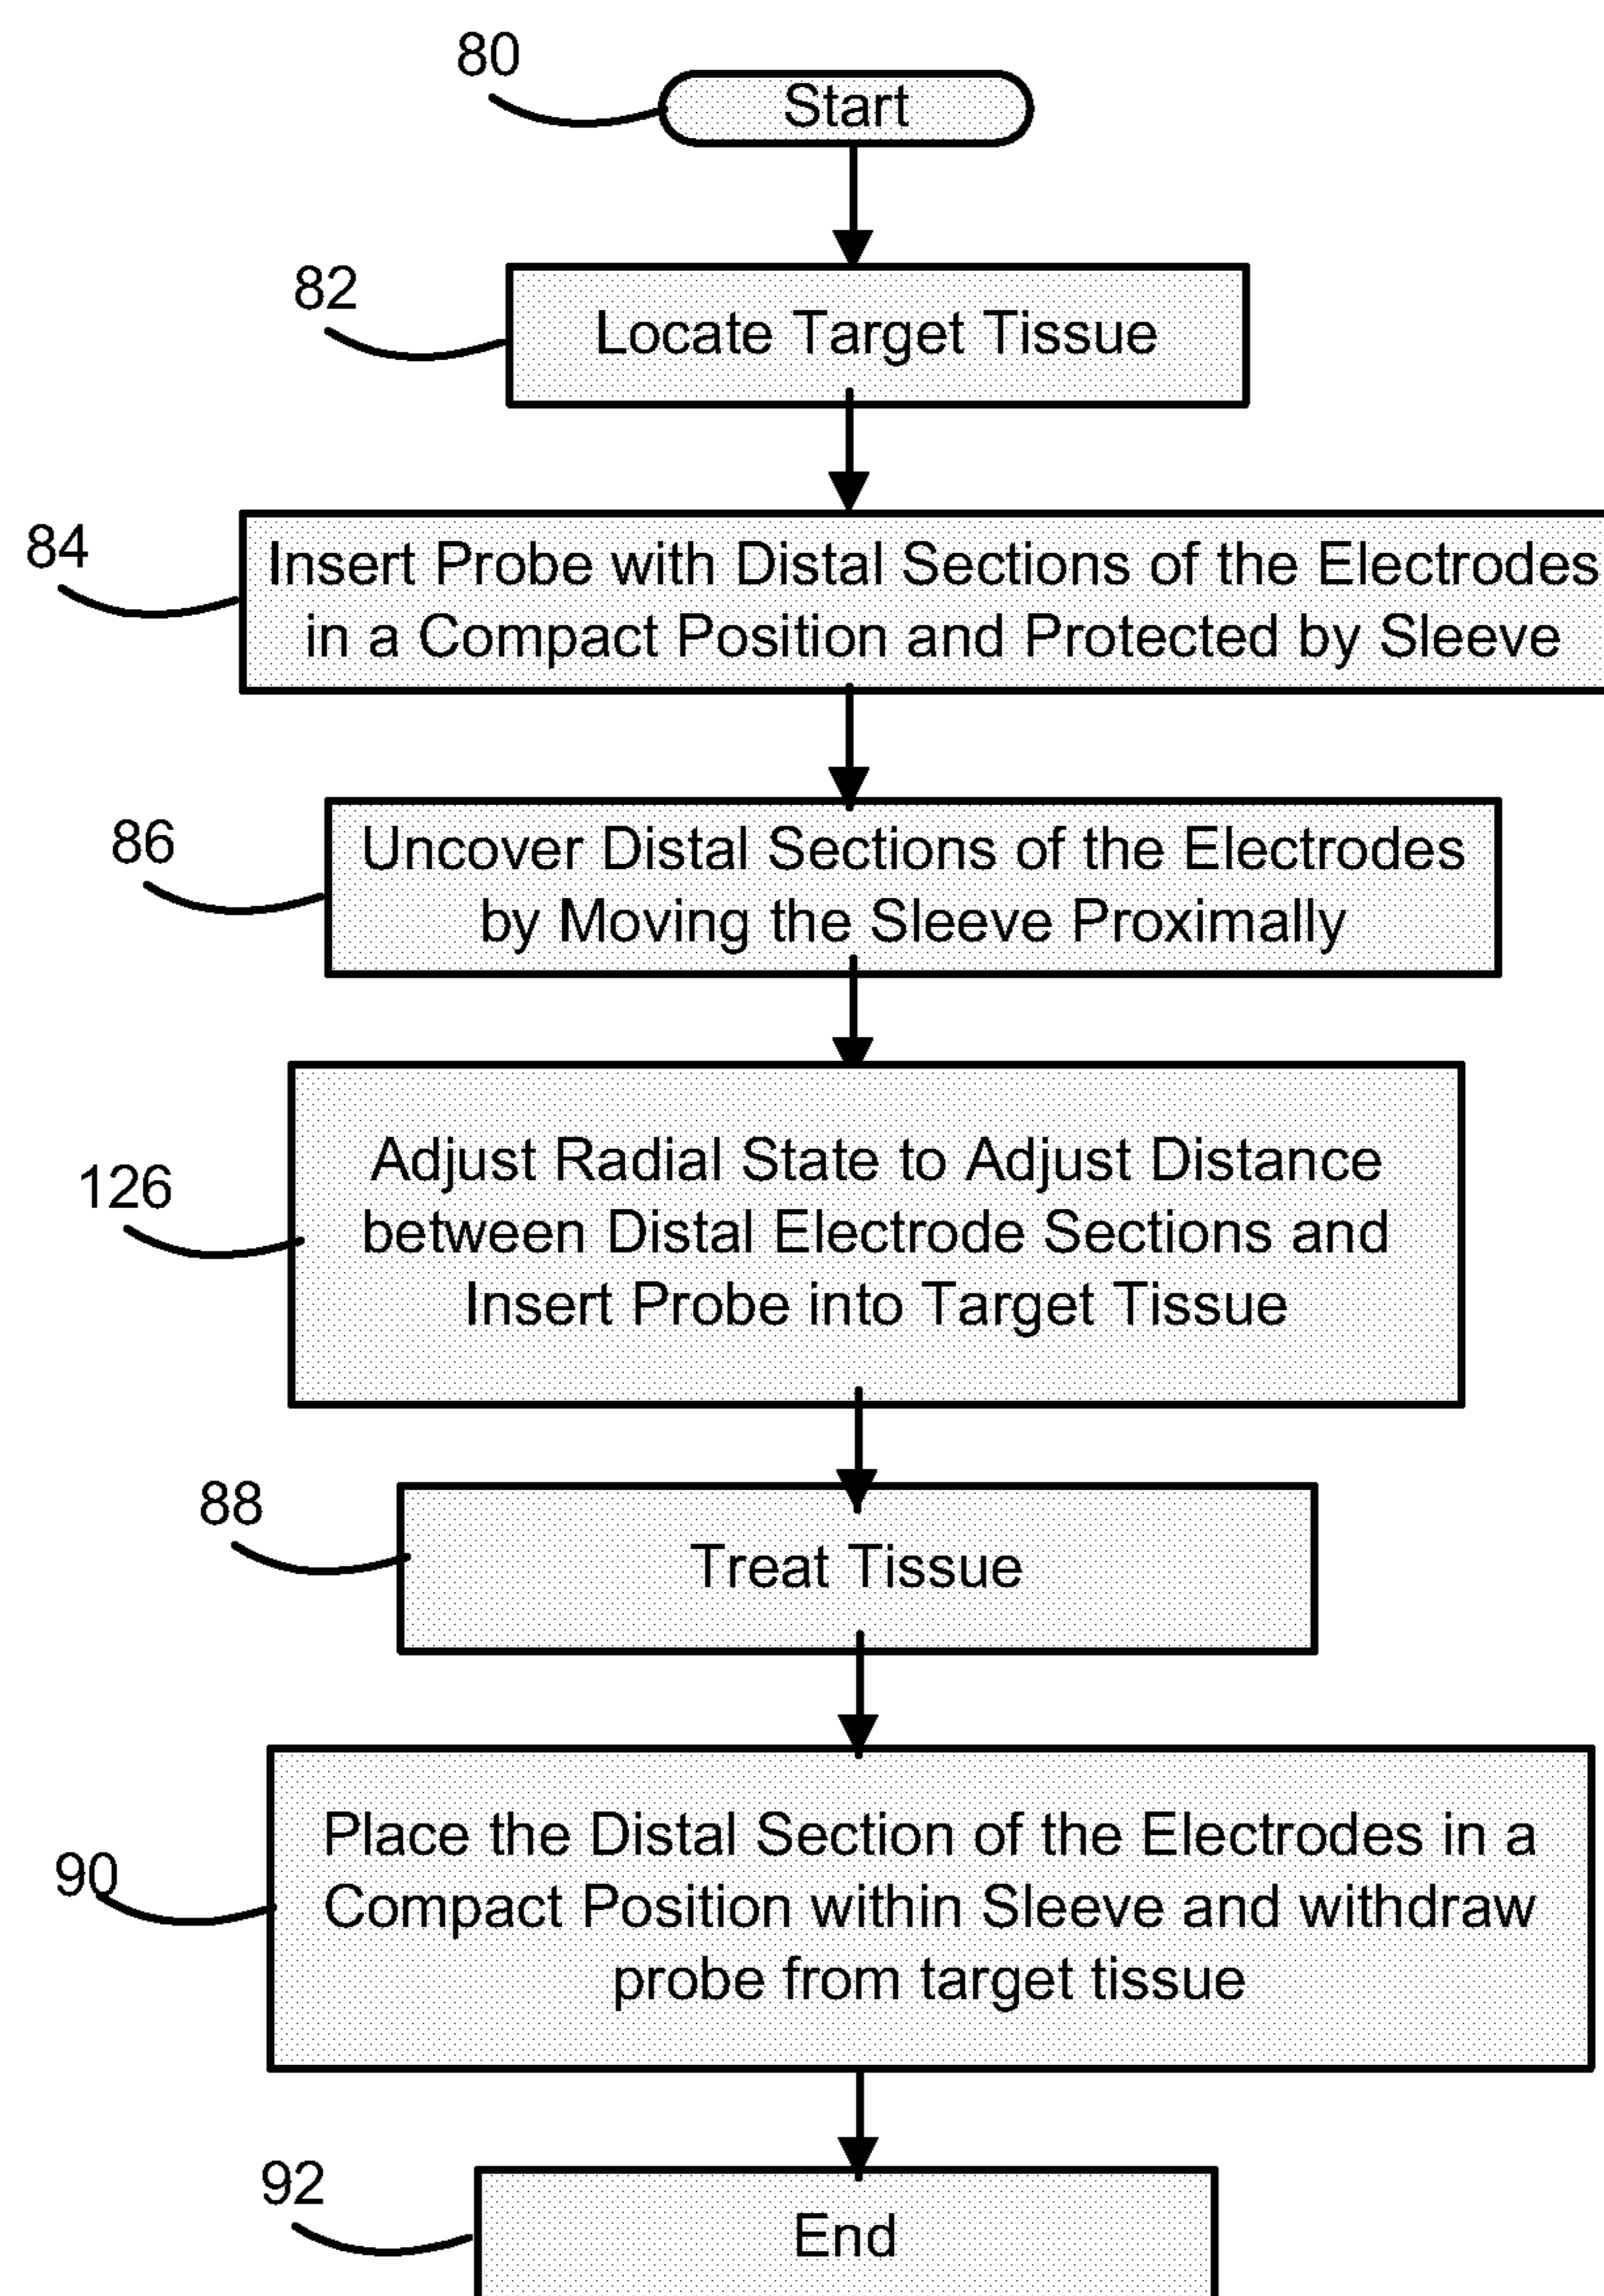 80
Start
82
Locate Target Tissue
84
Insert Probe with Distal Sections of the Electrodes
in a Compact Position and Protected by Sleeve
86
Uncover Distal Sections of the Electrodes
by Moving the Sleeve Proximally
126
Adjust Radial State to Adjust Distance
between Distal Electrode Sections and
Insert Probe into Target Tissue
88
Treat Tissue
90
Place the Distal Section of the Electrodes in a
Compact Position within Sleeve and withdraw
probe from target tissue
92
End